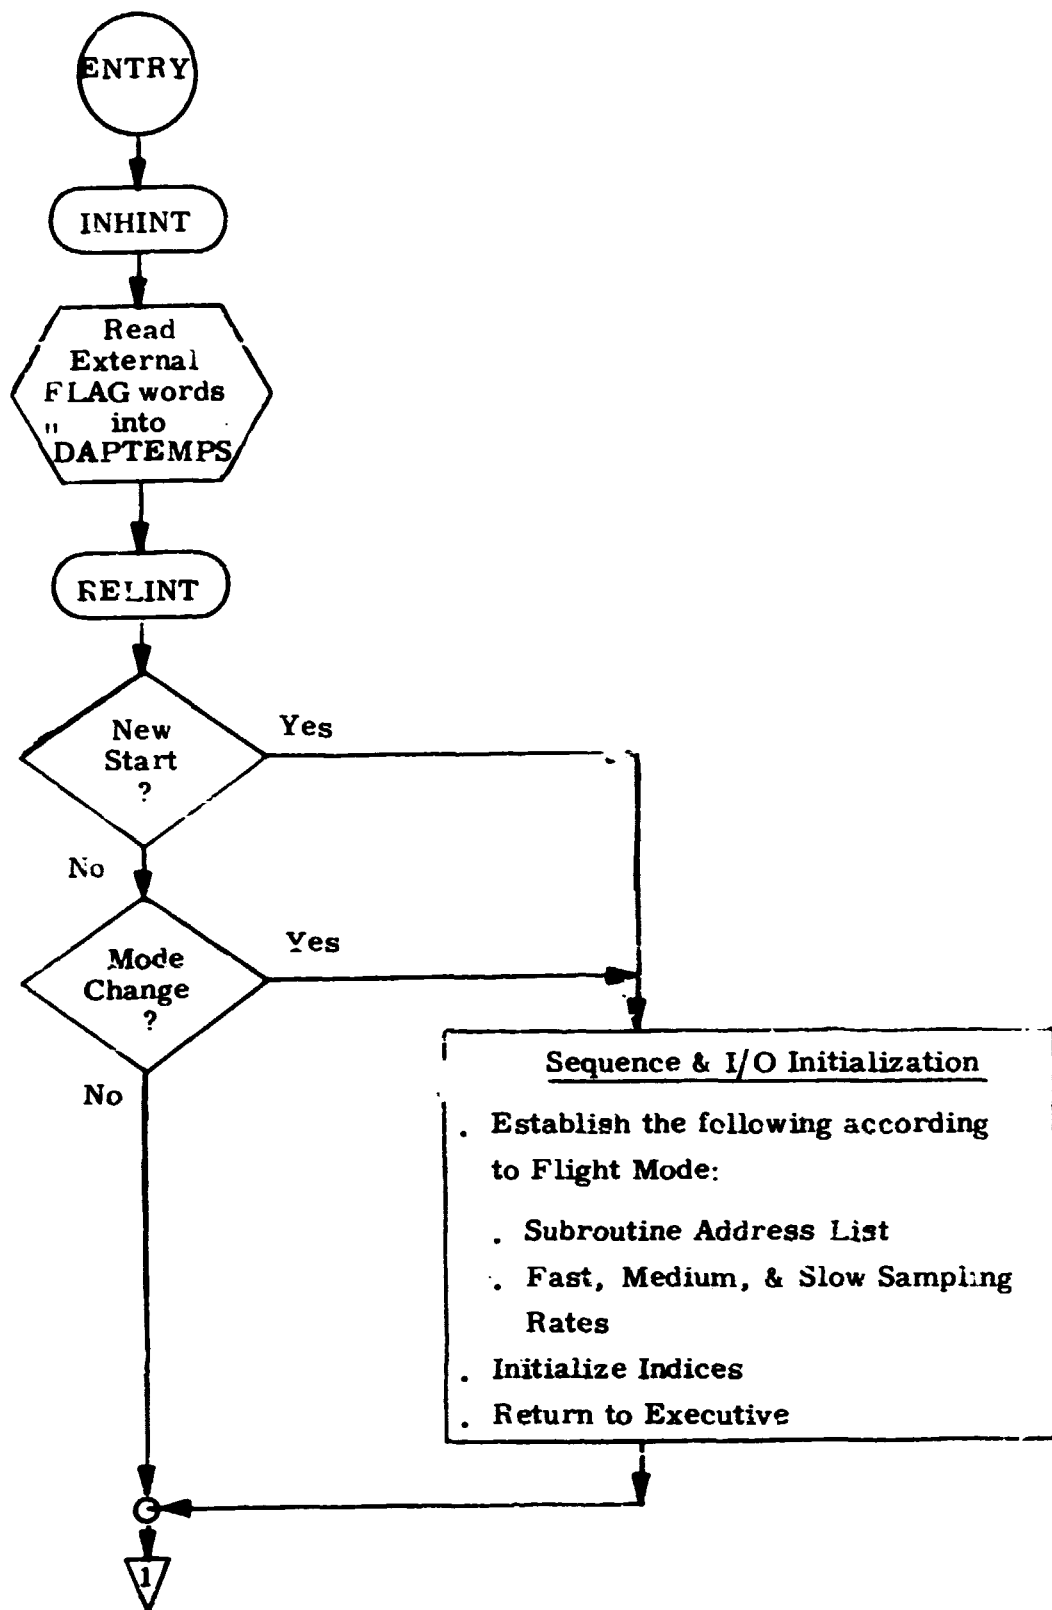 ENTRY
INHINT
Read
External
FLAG words
" into
DAPTEMPS
RELINT
New
Start
?
Yes
No
Mode
Change
?
Yes
No
Sequence & I/O Initialization
. Establish the following according
to Flight Mode:
. Subroutine Address List
. Fast, Medium, & Slow Sampling
Rates
. Initialize Indices
. Return to Executive
1